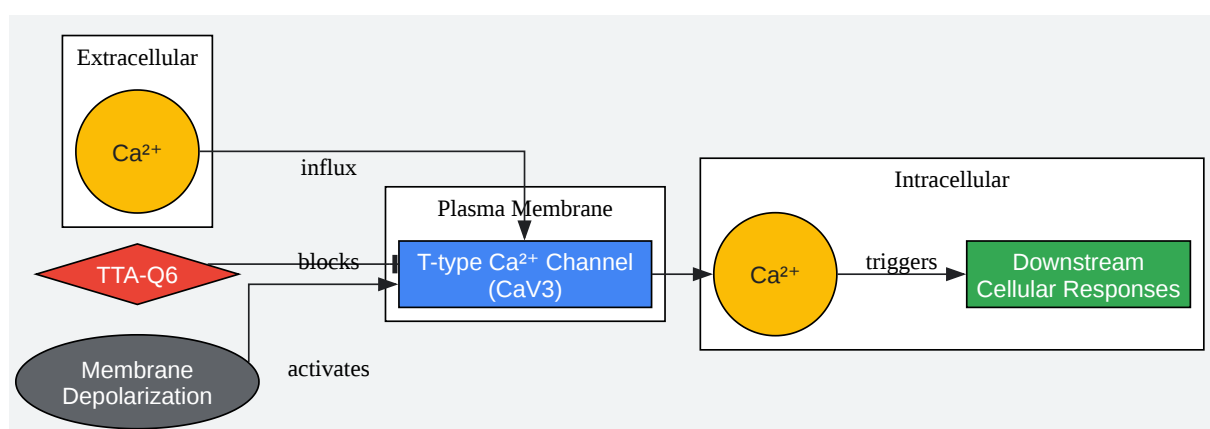 Extracellular
Ca²⁺
influx
Plasma Membrane
Intracellular
TTA-Q6
blocks
T-type Ca²⁺ Channel
(CaV3)
Ca²⁺
triggers
Downstream
Cellular Responses
Membrane
Depolarization
activates